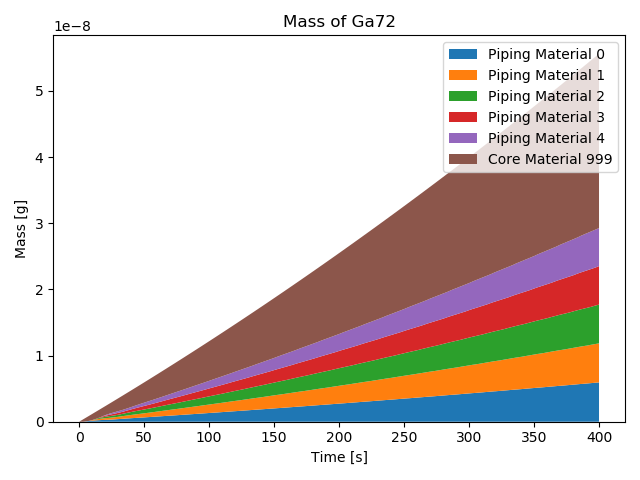 Mass of Ga72
1e−8
Piping Material 0
Piping Material 1
Piping Material 2
Piping Material 3
Piping Material 4
Core Material 999
Mass [g]
5
4
3
2
1
0
0 50 100 150 200 250 300 350 400
Time [s]